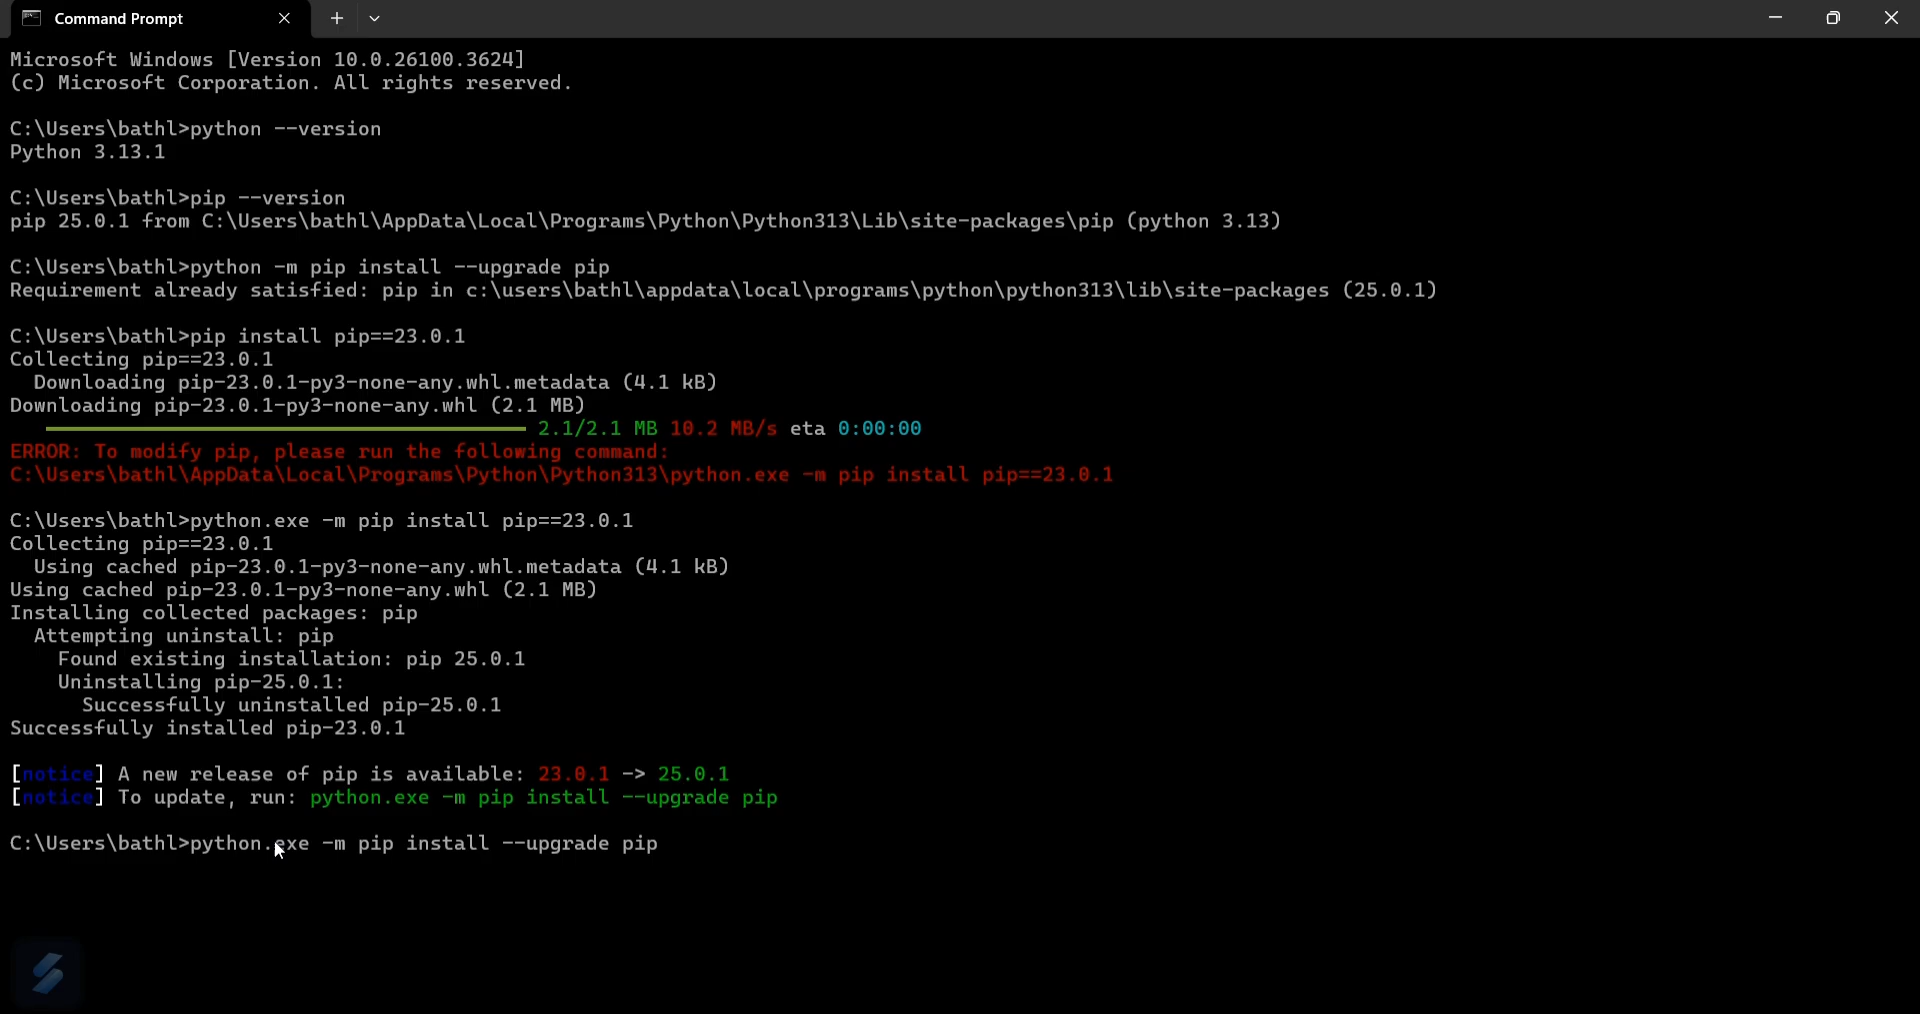 Command Prompt
Microsoft Windows [Version 10.0.26100.3624]
(c) Microsoft Corporation. All rights reserved.
C:\Users\bathl>python --version
Python 3.13.1
C:\Users\bathl>pip --version
pip 25.0.1 from C:\Users\bathl\AppData\Local\Programs\Python\Python313\Lib\site-packages\pip (python 3.13)
C:\Users\bathl>python -m pip install --upgrade pip
Requirement already satisfied: pip in c:\users\bathl\appdata\local\programs\python\python313\lib\site-packages (25.0.1)
C:\Users\bathl>pip install pip==23.0.1
Collecting pip==23.0.1
  Downloading pip-23.0.1-py3-none-any.whl.metadata (4.1 kB)
Downloading pip-23.0.1-py3-none-any.whl (2.1 MB)
2.1/2.1 MB 10.2 MB/s eta 0:00:00
ERROR: To modify pip, please run the following command:
C:\Users\bathl\AppData\Local\Programs\Python\Python313\python.exe -m pip install pip==23.0.1
C:\Users\bathl>python.exe -m pip install pip==23.0.1
Collecting pip==23.0.1
  Using cached pip-23.0.1-py3-none-any.whl.metadata (4.1 kB)
Using cached pip-23.0.1-py3-none-any.whl (2.1 MB)
Installing collected packages: pip
  Attempting uninstall: pip
    Found existing installation: pip 25.0.1
    Uninstalling pip-25.0.1:
      Successfully uninstalled pip-25.0.1
Successfully installed pip-23.0.1
[notice] A new release of pip is available: 23.0.1 -> 25.0.1
[notice] To update, run: python.exe -m pip install --upgrade pip
C:\Users\bathl>python.exe -m pip install --upgrade pip